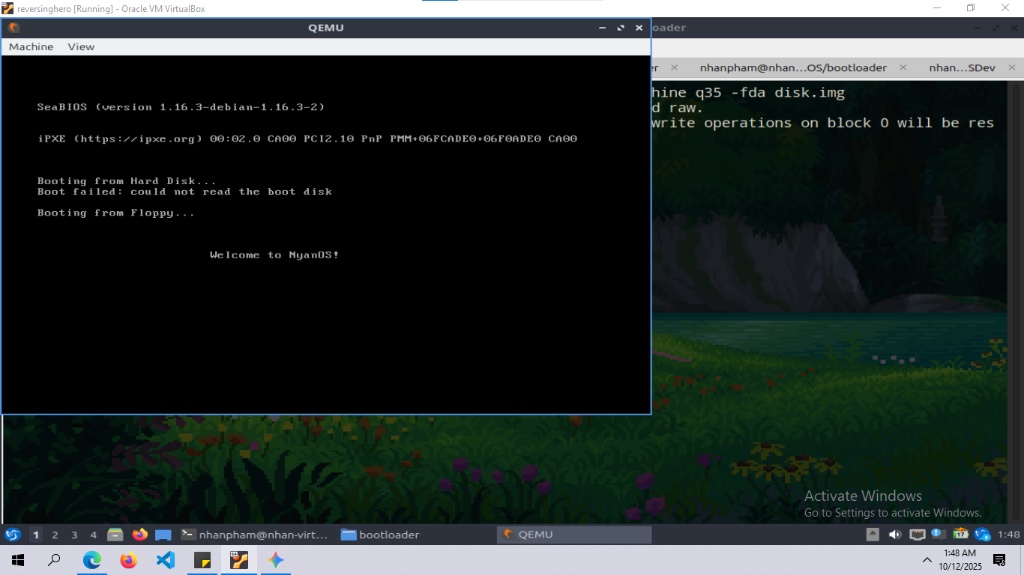 reversinghero [Running] - Oracle VM VirtualBox
QEMU
oader
Machine View
nhanpham@nhan...OS/bootloader
nhan...SDev
hine q35 -fda disk.img
d raw.
write operations on block 0 will be res
SeaBIOS (version 1.16.3-debian-1.16.3-2)
iPXE (https://ipxe.org) 00:02.0 CA00 PCI2.10 PnP PMM+06FCADE0+06F0ADE0 CA00
Booting from Hard Disk...
Boot failed: could not read the boot disk
Booting from Floppy...
Welcome to NyanOS!
Activate Windows
Go to Settings to activate Windows.
1 2 3 4 nhanpham@nhan-virt... bootloader QEMU 1:48
1:48 AM
10/12/2025